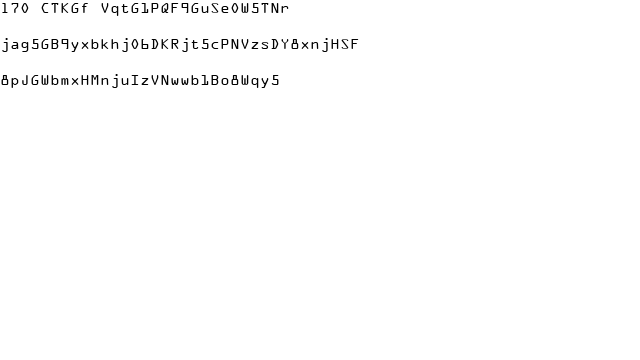 170 CTKGf VqtG1PQF9GuSe0W5TNr
jag5GB9yxbkhj06DKRjt5cPNVzsDY8xnjHSF
8pJGWbmxHMnjuIzVNwwb1Bo8Wqy5